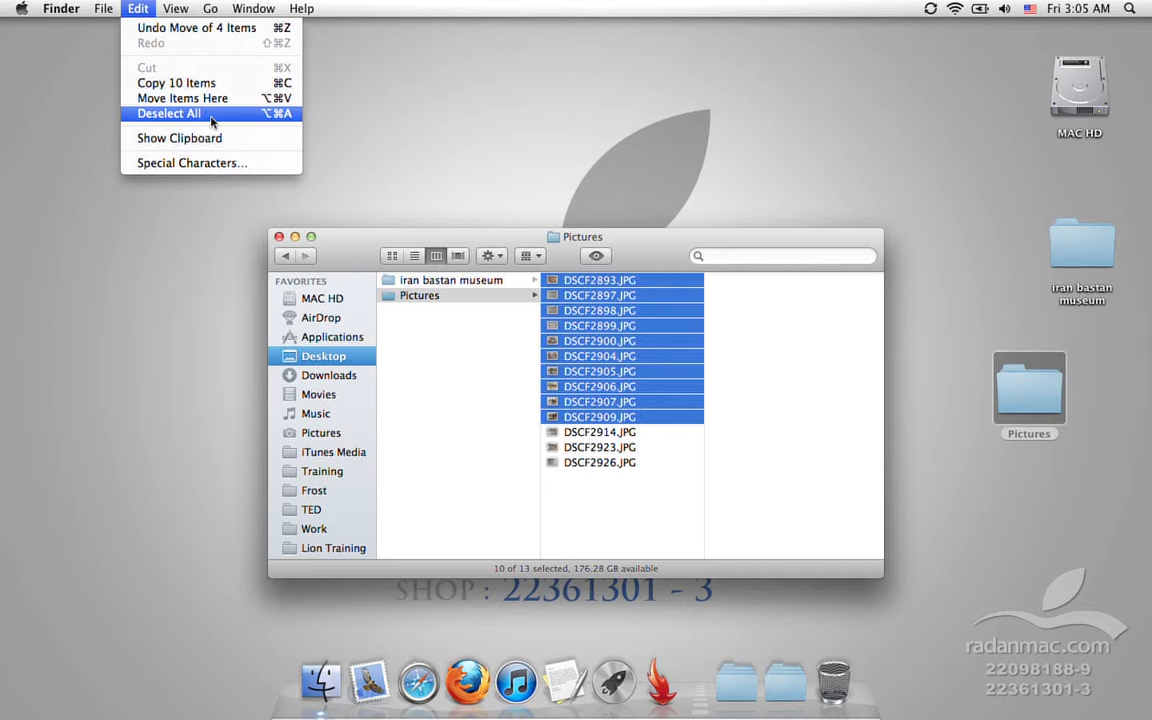 Finder File Edit View Go Window Help Fri 3:05 AM
Undo Move of 4 Items ⌘Z
Redo ⇧⌘Z
Cut ⌘X
Copy 10 Items ⌘C
Move Items Here ⌥⌘V
Deselect All ⌥⌘A
Show Clipboard
Special Characters...
MAC HD
iran bastan
museum
Pictures
Pictures
FAVORITES
MAC HD
AirDrop
Applications
Desktop
Downloads
Movies
Music
Pictures
iTunes Media
Training
Frost
TED
Work
Lion Training
iran bastan museum
Pictures
DSCF2893.JPG
DSCF2897.JPG
DSCF2898.JPG
DSCF2899.JPG
DSCF2900.JPG
DSCF2904.JPG
DSCF2905.JPG
DSCF2906.JPG
DSCF2907.JPG
DSCF2909.JPG
DSCF2914.JPG
DSCF2923.JPG
DSCF2926.JPG
10 of 13 selected, 176.28 GB available
SHOP : 22361301 - 3
radanmac.com
22098188-9
22361301-3